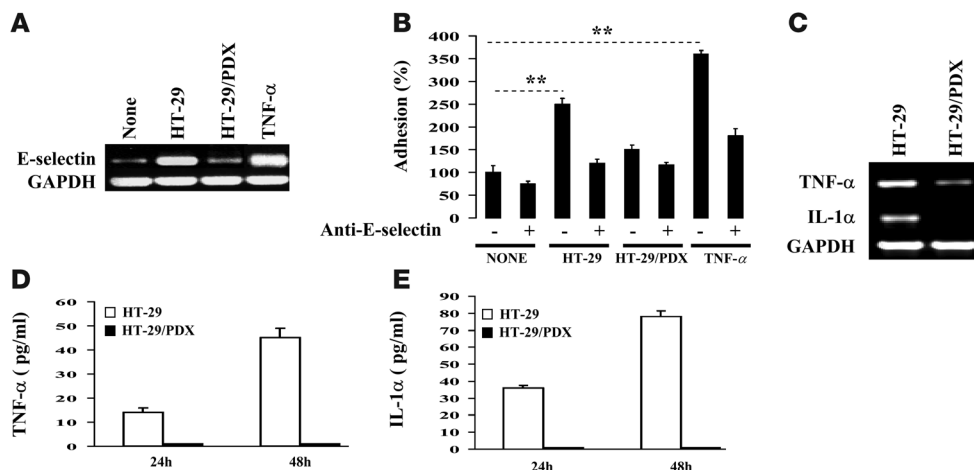 A
None
HT-29
HT-29/PDX
TNF-α
E-selectin
GAPDH
B
**
**
Adhesion (%)
400
350
300
250
200
150
100
50
0
Anti-E-selectin - + - + - + - +
NONE HT-29 HT-29/PDX TNF-α
C
HT-29
HT-29/PDX
TNF-α
IL-1α
GAPDH
D
TNF-α ( pg/ml)
60
50
40
30
20
10
0
HT-29
HT-29/PDX
24h 48h
E
IL-1α ( pg/ml)
90
80
70
60
50
40
30
20
10
0
HT-29
HT-29/PDX
24h 48h